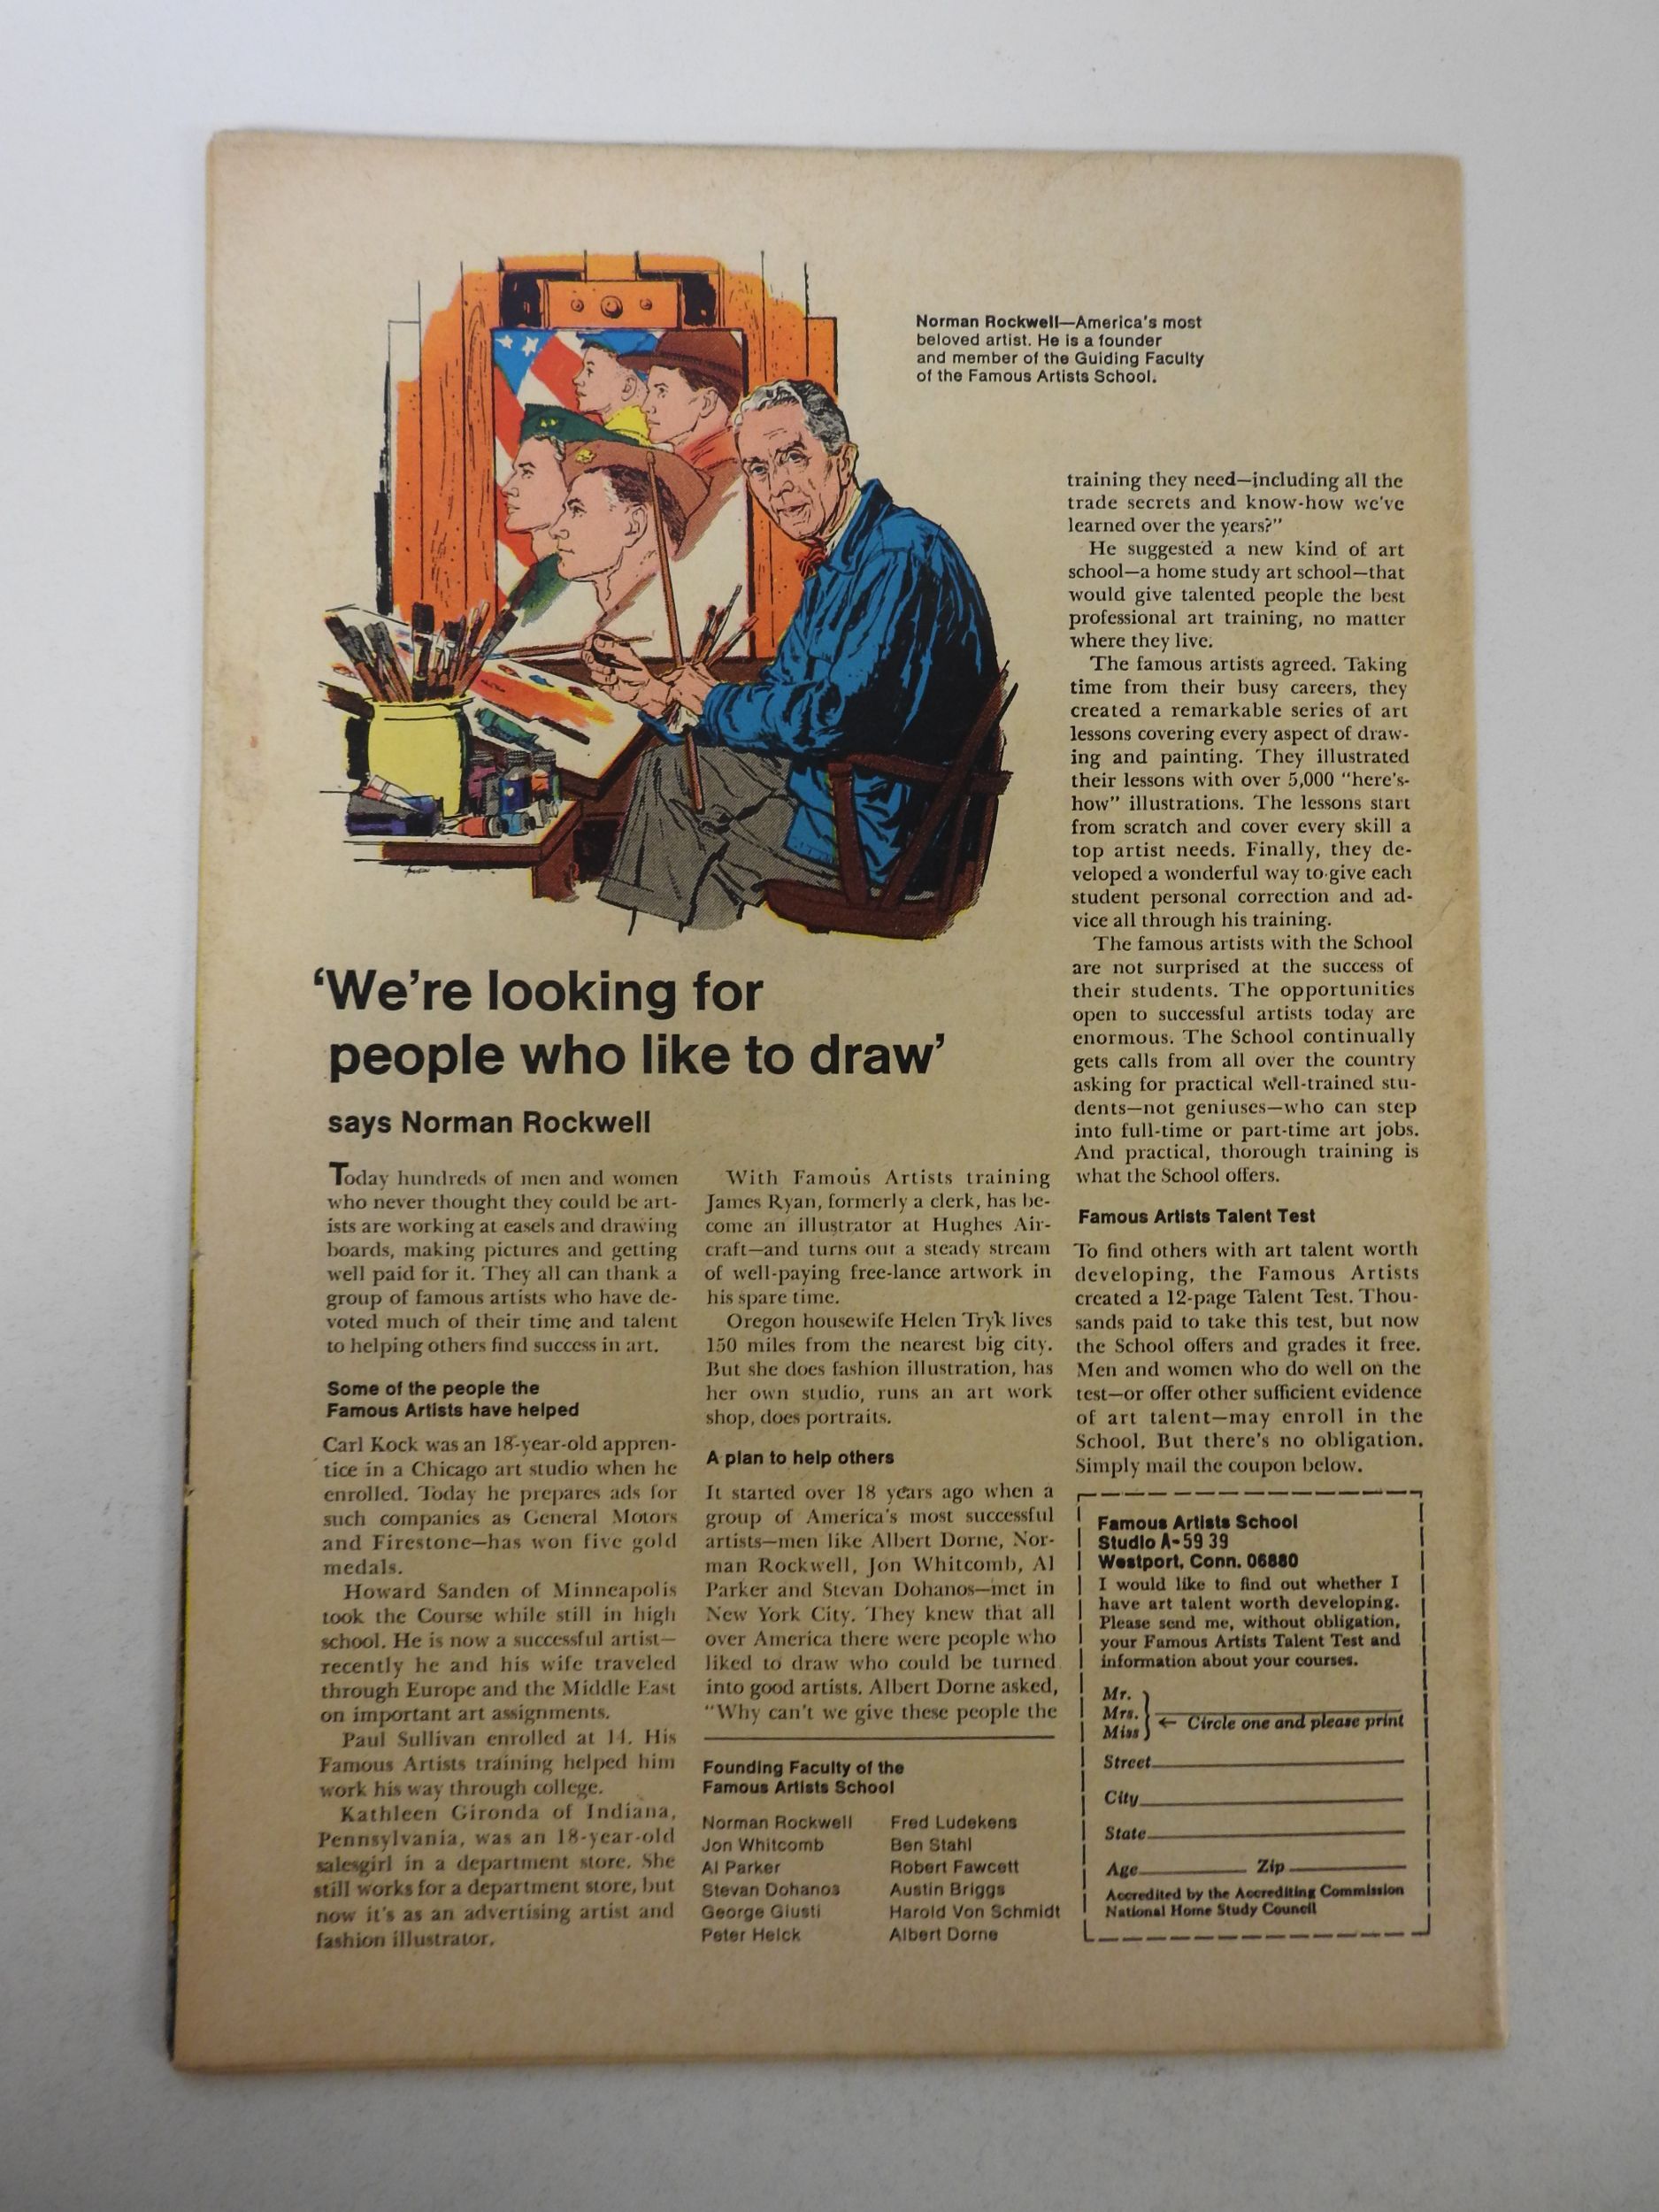 Norman Rockwell—America's most
beloved artist. He is a founder
and member of the Guiding Faculty
of the Famous Artists School.
'We're looking for
people who like to draw'
says Norman Rockwell
Today hundreds of men and women
who never thought they could be art-
ists are working at easels and drawing
boards, making pictures and getting
well paid for it. They all can thank a
group of famous artists who have de-
voted much of their time and talent
to helping others find success in art.
Some of the people the
Famous Artists have helped
Carl Kock was an 18-year-old appren-
tice in a Chicago art studio when he
enrolled. Today he prepares ads for
such companies as General Motors
and Firestone—has won five gold
medals.
Howard Sanden of Minneapolis
took the Course while still in high
school. He is now a successful artist—
recently he and his wife traveled
through Europe and the Middle East
on important art assignments.
Paul Sullivan enrolled at 14. His
Famous Artists training helped him
work his way through college.
Kathleen Gironda of Indiana,
Pennsylvania, was an 18-year-old
salesgirl in a department store. She
still works for a department store, but
now it's as an advertising artist and
fashion illustrator.
With Famous Artists training
James Ryan, formerly a clerk, has be-
come an illustrator at Hughes Air-
craft—and turns out a steady stream
of well-paying free-lance artwork in
his spare time.
Oregon housewife Helen Tryk lives
150 miles from the nearest big city.
But she does fashion illustration, has
her own studio, runs an art work
shop, does portraits.
A plan to help others
It started over 18 years ago when a
group of America's most successful
artists—men like Albert Dorne, Nor-
man Rockwell, Jon Whitcomb, Al
Parker and Stevan Dohanos—met in
New York City. They knew that all
over America there were people who
liked to draw who could be turned
into good artists. Albert Dorne asked,
"Why can't we give these people the
Founding Faculty of the
Famous Artists School
Norman Rockwell
Jon Whitcomb
Al Parker
Stevan Dohanos
George Giusti
Peter Helck
Fred Ludekens
Ben Stahl
Robert Fawcett
Austin Briggs
Harold Von Schmidt
Albert Dorne
training they need—including all the
trade secrets and know-how we've
learned over the years?"
He suggested a new kind of art
school—a home study art school—that
would give talented people the best
professional art training, no matter
where they live.
The famous artists agreed. Taking
time from their busy careers, they
created a remarkable series of art
lessons covering every aspect of draw-
ing and painting. They illustrated
their lessons with over 5,000 "here's-
how" illustrations. The lessons start
from scratch and cover every skill a
top artist needs. Finally, they de-
veloped a wonderful way to give each
student personal correction and ad-
vice all through his training.
The famous artists with the School
are not surprised at the success of
their students. The opportunities
open to successful artists today are
enormous. The School continually
gets calls from all over the country
asking for practical well-trained stu-
dents—not geniuses—who can step
into full-time or part-time art jobs.
And practical, thorough training is
what the School offers.
Famous Artists Talent Test
To find others with art talent worth
developing, the Famous Artists
created a 12-page Talent Test. Thou-
sands paid to take this test, but now
the School offers and grades it free.
Men and women who do well on the
test—or offer other sufficient evidence
of art talent—may enroll in the
School. But there's no obligation.
Simply mail the coupon below.
Famous Artists School
Studio A-59 39
Westport, Conn. 06880
I would like to find out whether I
have art talent worth developing.
Please send me, without obligation,
your Famous Artists Talent Test and
information about your courses.
Mr.
Mrs.
Miss
← Circle one and please print
Street
City
State
Age Zip
Accredited by the Accrediting Commission
National Home Study Council